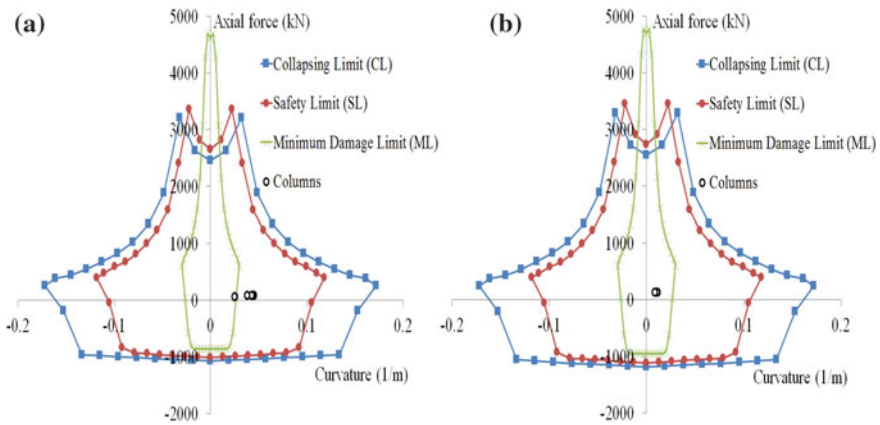 (a)
5000
Axial force (kN)
4000
3000
2000
1000
0
-1000
-2000
-0.2
-0.1
0
0.1
0.2
Curvature (1/m)
Collapsing Limit (CL)
Safety Limit (SL)
Minimum Damage Limit (ML)
Columns
(b)
5000
Axial force (kN)
4000
3000
2000
1000
0
-1000
-2000
-0.2
-0.1
0
0.1
0.2
Curvature (1/m)
Collapsing Limit (CL)
Safety Limit (SL)
Minimum Damage Limit (ML)
Columns